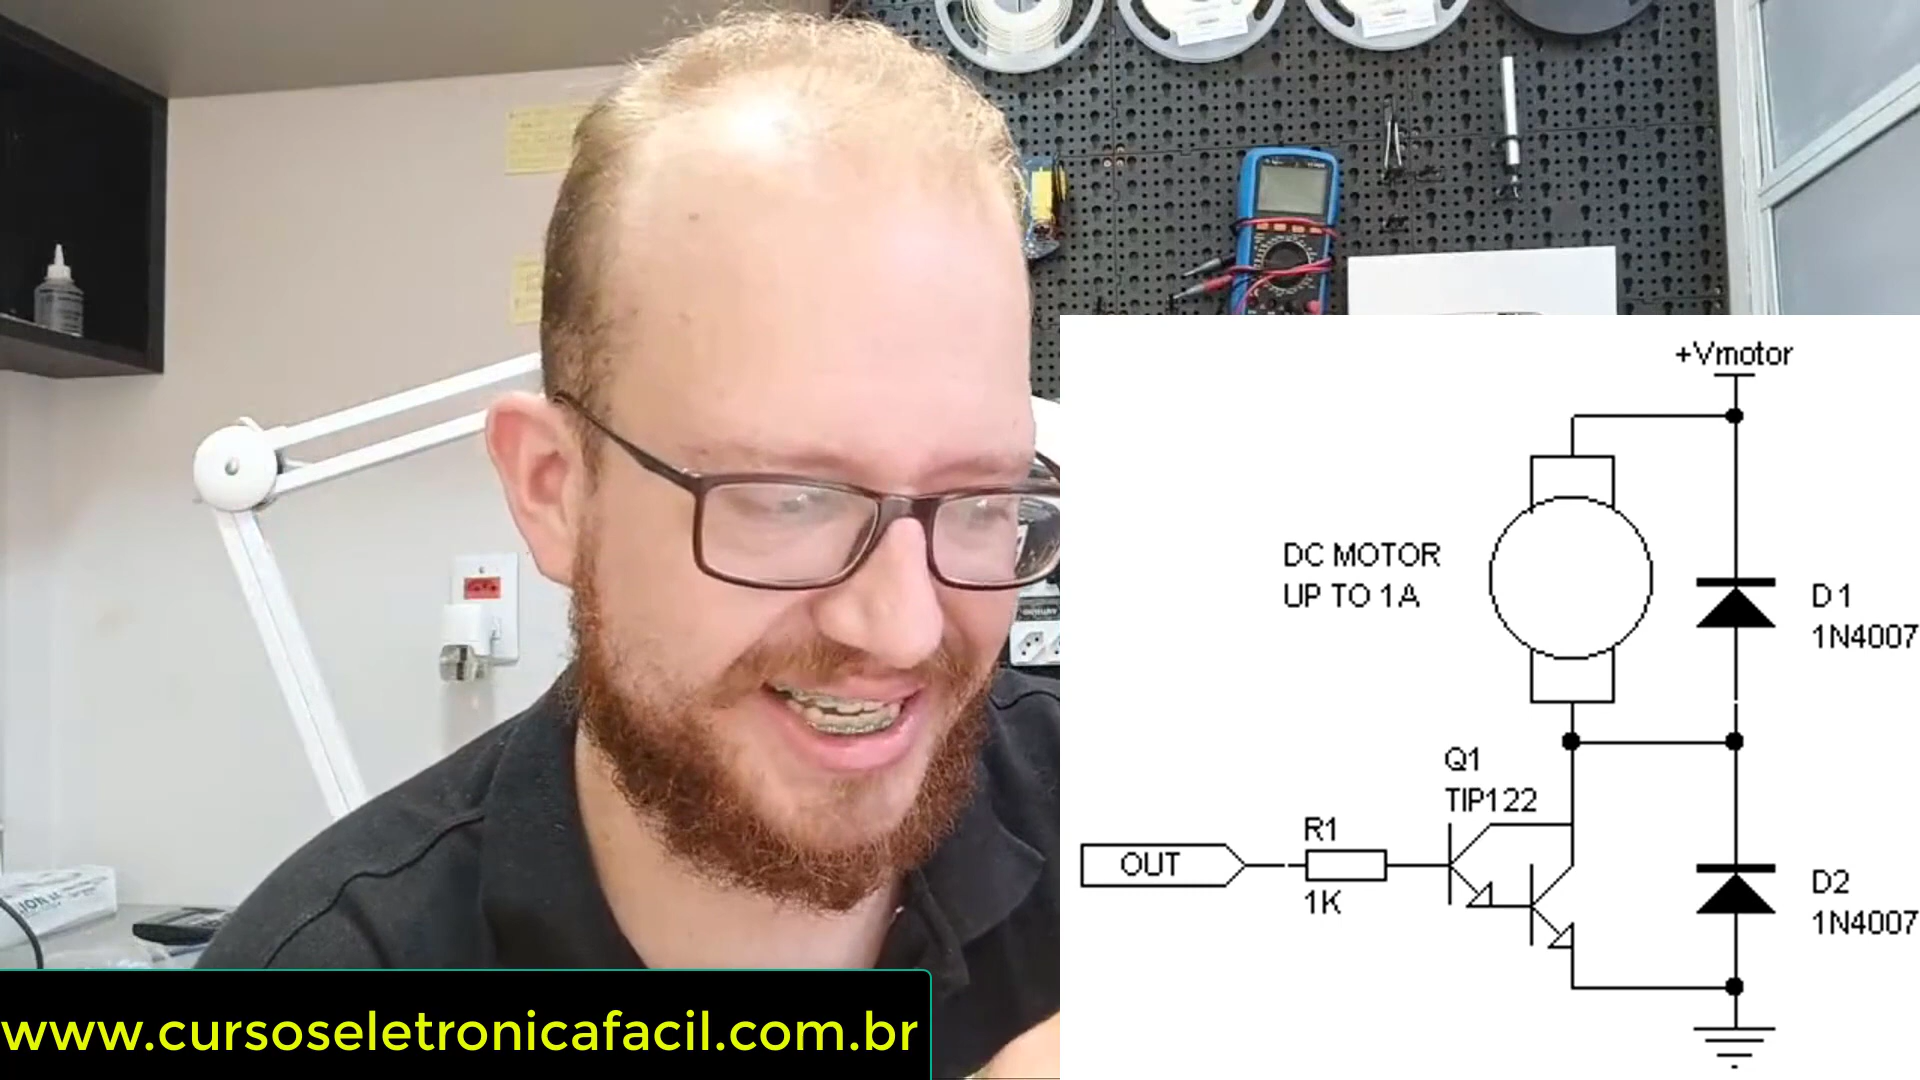 +Vmotor
DC MOTOR
UP TO 1A
D1
1N4007
Q1
TIP122
R1
OUT
1K
D2
1N4007
www.cursoseletronicafacil.com.br